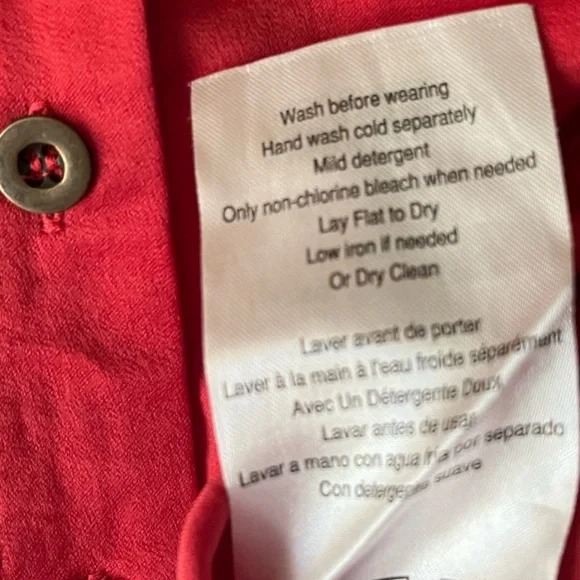 Wash before wearing
Hand wash cold separately
Mild detergent
Only non-chlorine bleach when needed
Lay Flat to Dry
Low iron if needed
Or Dry Clean
Laver avant de porter
Laver à la main à l'eau froide séparément
Avec Un Détergente Doux
Lavar antes de usar
Lavar a mano con agua fria por separado
Con detergente suave